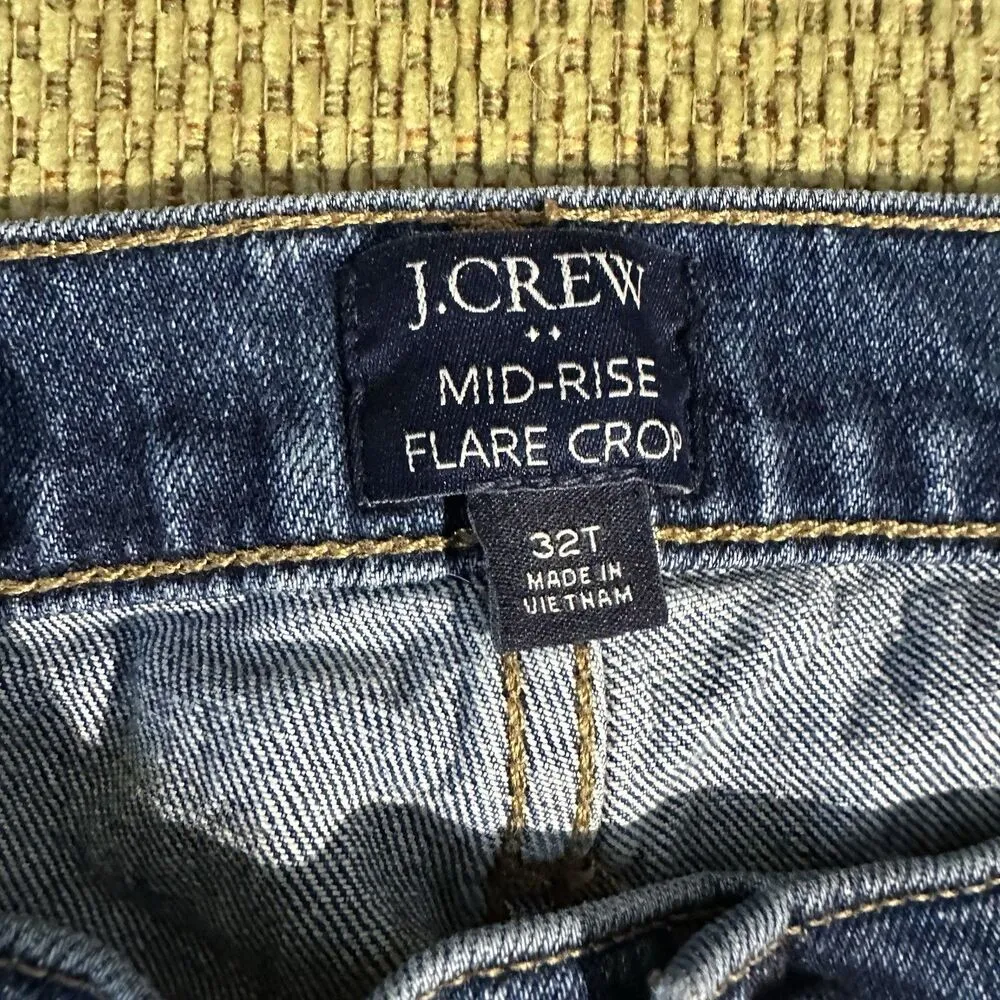 J.CREW
MID-RISE
FLARE CROP
32T
MADE IN
VIETNAM